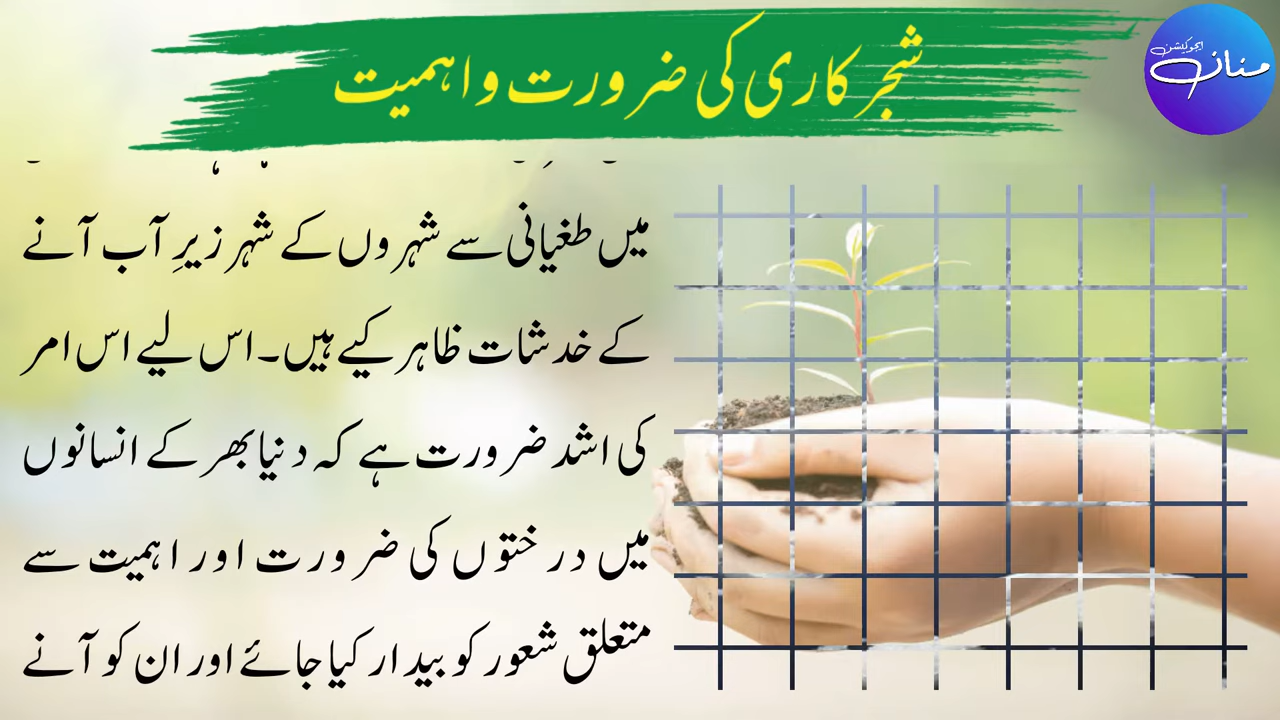 شجر کاری کی ضرورت و اہمیت
ایجوکیشن
منان
میں طغیانی سے شہروں کے شہر زیرِ آب آنے
کے خدشات ظاہر کیے ہیں۔ اس لیے اس امر
کی اشد ضرورت ہے کہ دنیا بھر کے انسانوں
میں درختوں کی ضرورت اور اہمیت سے
متعلق شعور کو بیدار کیا جائے اور ان کو آنے